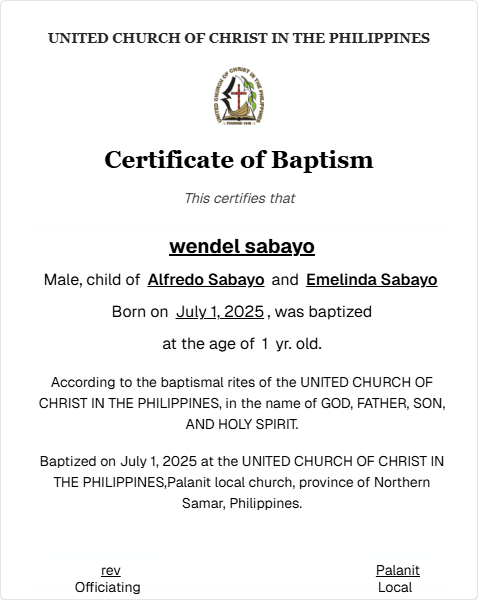 UNITED CHURCH OF CHRIST IN THE PHILIPPINES
UNITED CHURCH OF CHRIST IN THE PHILIPPINES
Certificate of Baptism
This certifies that
wendel sabayo
Male, child of Alfredo Sabayo and Emelinda Sabayo
Born on July 1, 2025, was baptized
at the age of 1 yr. old.
According to the baptismal rites of the UNITED CHURCH OF
CHRIST IN THE PHILIPPINES, in the name of GOD, FATHER, SON,
AND HOLY SPIRIT.
Baptized on July 1, 2025 at the UNITED CHURCH OF CHRIST IN
THE PHILIPPINES,Palanit local church, province of Northern
Samar, Philippines.
rev Palanit
Officiating Local